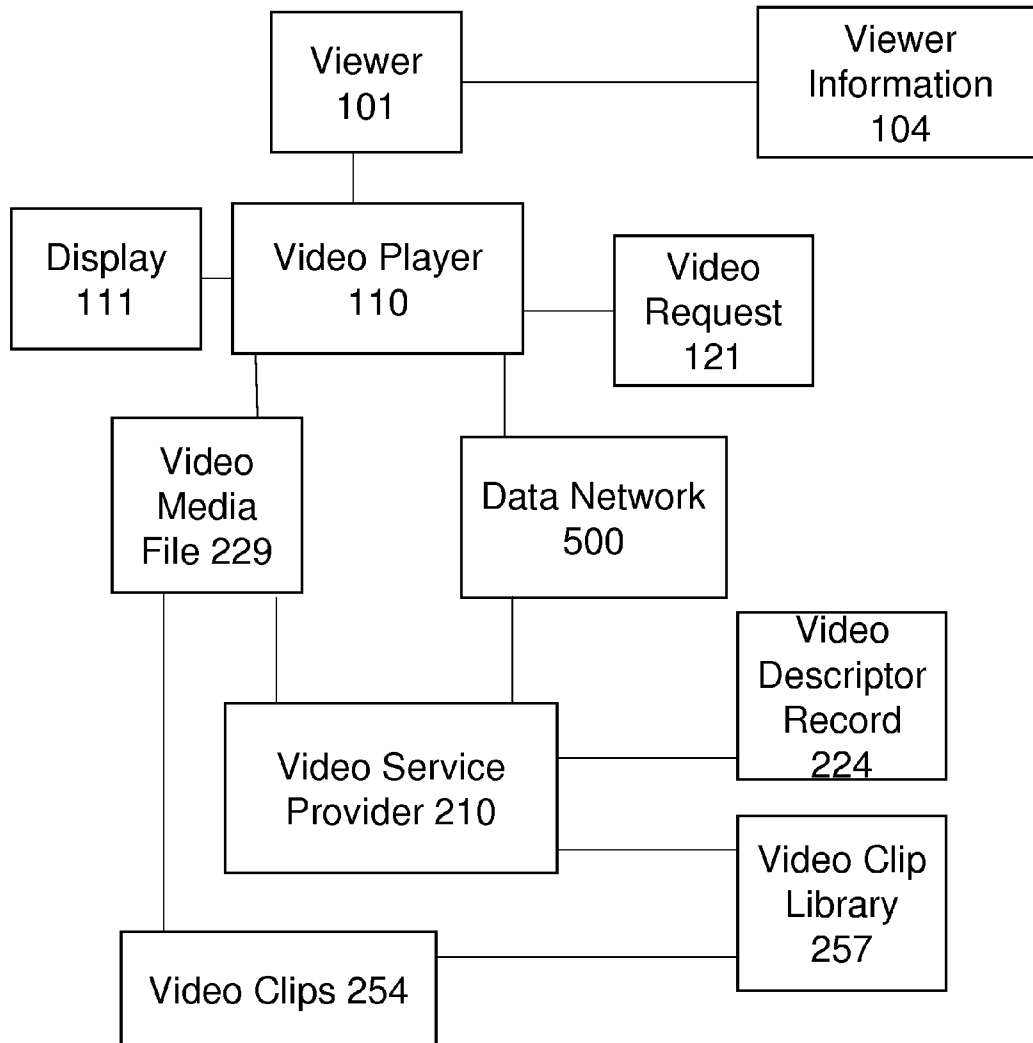 Viewer
101
Viewer
Information
104
Display
111
Video Player
110
Video
Request
121
Video
Media
File 229
Data Network
500
Video
Descriptor
Record
224
Video Service
Provider 210
Video Clip
Library
257
Video Clips 254